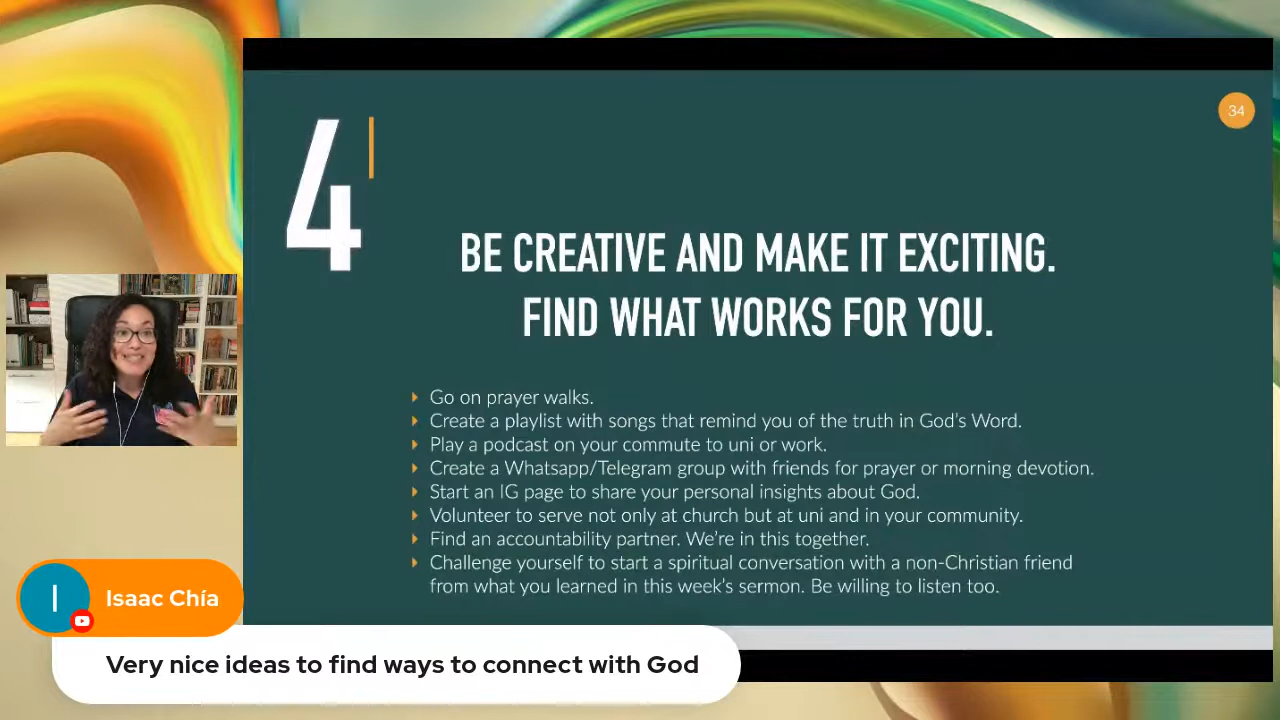 4
34
BE CREATIVE AND MAKE IT EXCITING.
FIND WHAT WORKS FOR YOU.
Go on prayer walks.
Create a playlist with songs that remind you of the truth in God's Word.
Play a podcast on your commute to uni or work.
Create a Whatsapp/Telegram group with friends for prayer or morning devotion.
Start an IG page to share your personal insights about God.
Volunteer to serve not only at church but at uni and in your community.
Find an accountability partner. We're in this together.
Challenge yourself to start a spiritual conversation with a non-Christian friend
from what you learned in this week's sermon. Be willing to listen too.
I
Isaac Chía
Very nice ideas to find ways to connect with God